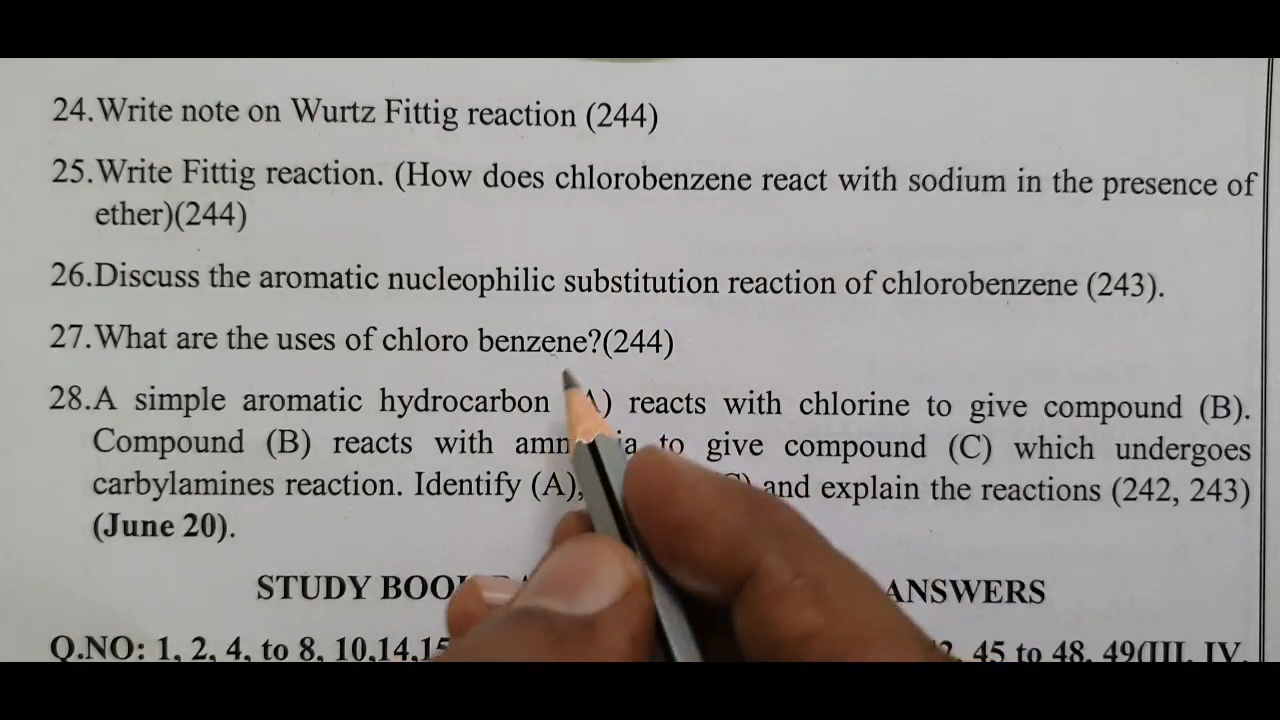 24.Write note on Wurtz Fittig reaction (244)
25.Write Fittig reaction. (How does chlorobenzene react with sodium in the presence of
ether)(244)
26.Discuss the aromatic nucleophilic substitution reaction of chlorobenzene (243).
27.What are the uses of chloro benzene?(244)
28.A simple aromatic hydrocarbon A) reacts with chlorine to give compound (B).
Compound (B) reacts with to give compound (C) which undergoes
carbylamines reaction. Identify (A), and explain the reactions (242, 243)
(June 20).
STUDY ANSWERS
Q.NO: 1, 2, 4, to 8, 10,14,15 45 to 48, 49(III, IV,